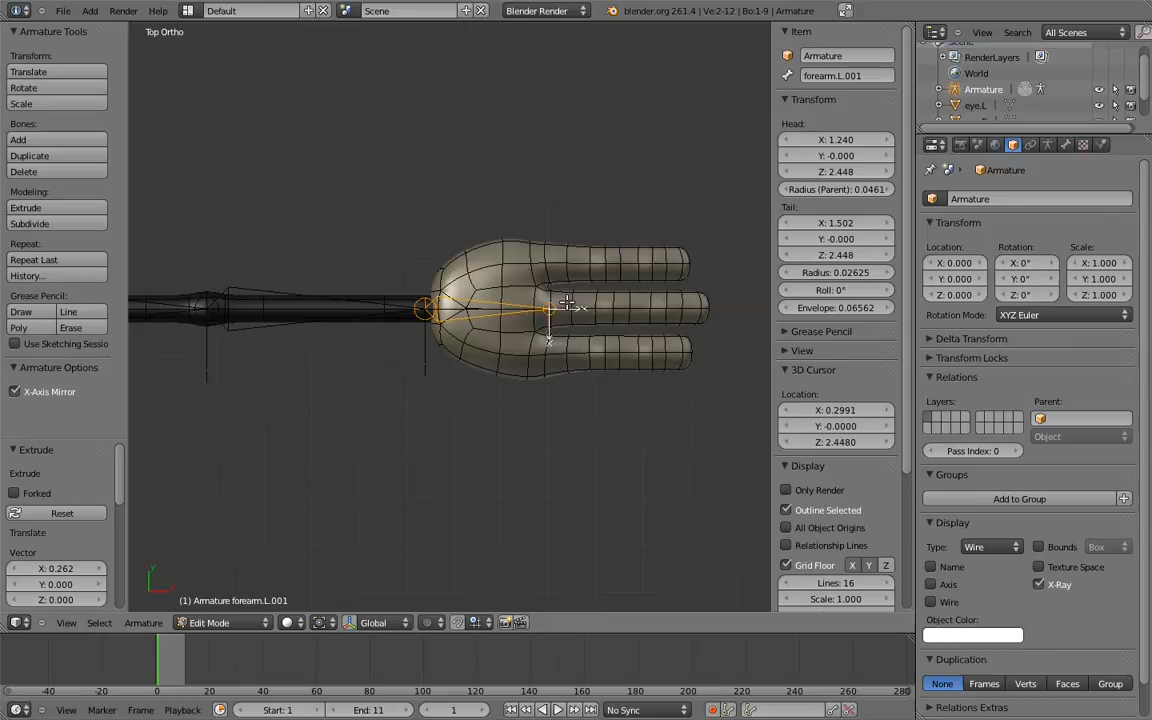 File Add Render Help Default Scene Blender Render blender.org 261.4 | Ve:2-12 | Bo:1-9 | Armature
Armature Tools
Transform:
Translate
Rotate
Scale
Bones:
Add
Duplicate
Delete
Modeling:
Extrude
Subdivide
Repeat:
Repeat Last
History...
Grease Pencil:
Draw Line
Poly Erase
Use Sketching Sessio
Armature Options
X-Axis Mirror
Extrude
Extrude
Forked
Reset
Translate
Vector
X: 0.262
Y: 0.000
Z: 0.000
Top Ortho
Y
X
(1) Armature forearm.L.001
View Select Armature Edit Mode Global
Item
Armature
forearm.L.001
Transform
Head:
X: 1.240
Y: -0.000
Z: 2.448
Radius (Parent): 0.0461
Tail:
X: 1.502
Y: -0.000
Z: 2.448
Radius: 0.02625
Roll: 0°
Envelope: 0.06562
Grease Pencil
View
3D Cursor
Location:
X: 0.2991
Y: -0.0000
Z: 2.4480
Display
Only Render
Outline Selected
All Object Origins
Relationship Lines
Grid Floor X Y Z
Lines: 16
Scale: 1.000
View Search All Scenes
RenderLayers
World
Armature
eye.L
Armature
Armature
Transform
Location: Rotation: Scale:
X: 0.000 X: 0° X: 1.000
Y: 0.000 Y: 0° Y: 1.000
Z: 0.000 Z: 0° Z: 1.000
Rotation Mode: XYZ Euler
Delta Transform
Transform Locks
Relations
Layers: Parent:
Object
Pass Index: 0
Groups
Add to Group
Display
Type: Wire Bounds Box
Name Texture Space
Axis X-Ray
Wire
Object Color:
Duplication
None Frames Verts Faces Group
Relations Extras
-40 -20 0 20 40 60 80 100 120 140 160 180 200 220 240 260 280
View Marker Frame Playback Start: 1 End: 11 1 No Sync